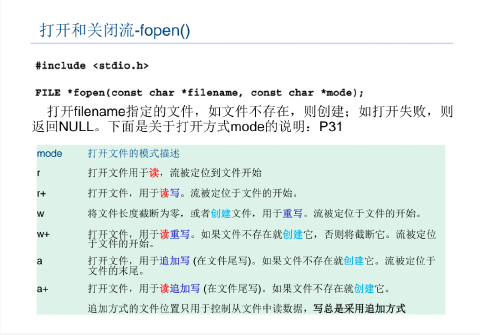 打开和关闭流-fopen()
#include <stdio.h>
FILE *fopen(const char *filename, const char *mode);
打开filename指定的文件，如文件不存在，则创建；如打开失败，则
返回NULL。下面是关于打开方式mode的说明：P31
mode 打开文件的模式描述
r 打开文件用于读，流被定位到文件开始
r+ 打开文件，用于读写。流被定位于文件的开始。
w 将文件长度截断为零，或者创建文件，用于重写。流被定位于文件的开始。
w+ 打开文件，用于读重写。如果文件不存在就创建它，否则将截断它。流被定位
于文件的开始。
a 打开文件，用于追加写 (在文件尾写)。如果文件不存在就创建它。流被定位于
文件的末尾。
a+ 打开文件，用于读追加写 (在文件尾写)。如果文件不存在就创建它。
追加方式的文件位置只用于控制从文件中读数据，写总是采用追加方式